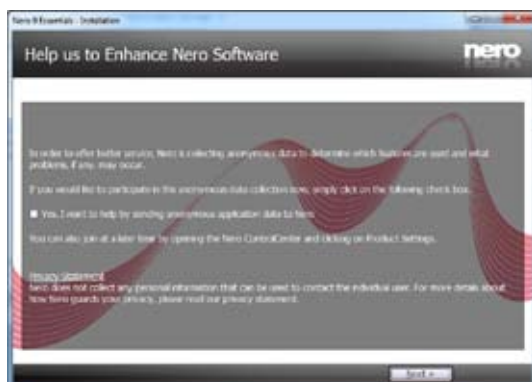 Nero 9 Essentials - Installation
Help us to Enhance Nero Software
nero
In order to offer better service, Nero is collecting anonymous data to determine which features are used and what
problems, if any, may occur.
If you would like to participate in this anonymous data collection now, simply click on the following check box.
Yes, I want to help by sending anonymous application data to Nero
You can also join at a later time by opening the Nero ControlCenter and clicking on Product Settings.
Privacy Statement
Nero does not collect any personal information that can be used to contact the individual user. For more details about
how Nero guards your privacy, please read our privacy statement.
Next >